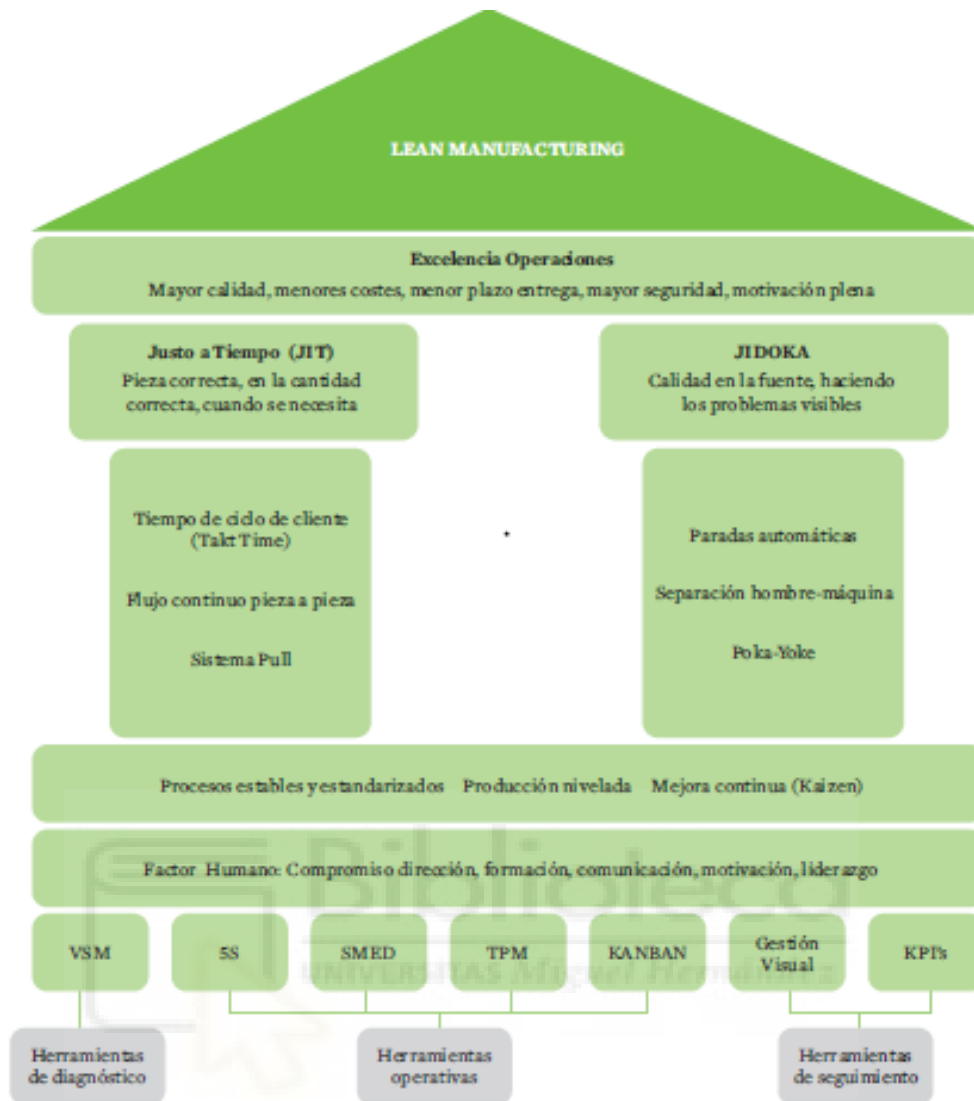 LEAN MANUFACTURING
Excelencia Operaciones
Mayor calidad, menores costes, menor plazo entrega, mayor seguridad, motivación plena
Justo a Tiempo (JIT)
Pieza correcta, en la cantidad
correcta, cuando se necesita
JIDOKA
Calidad en la fuente, haciendo
los problemas visibles
Tiempo de ciclo de cliente
(Takt Time)
Flujo continuo pieza a pieza
Sistema Pull
Paradas automáticas
Separación hombre-máquina
Poka-Yoke
Procesos estables y estandarizados Producción nivelada Mejora continua (Kaizen)
Factor Humano: Compromiso dirección, formación, comunicación, motivación, liderazgo
Biblioteca
UNIVERSITAS Miguel Hernández
VSM
5S
SMED
TPM
KANBAN
Gestión
Visual
KPI's
Herramientas
de diagnóstico
Herramientas
operativas
Herramientas
de seguimiento